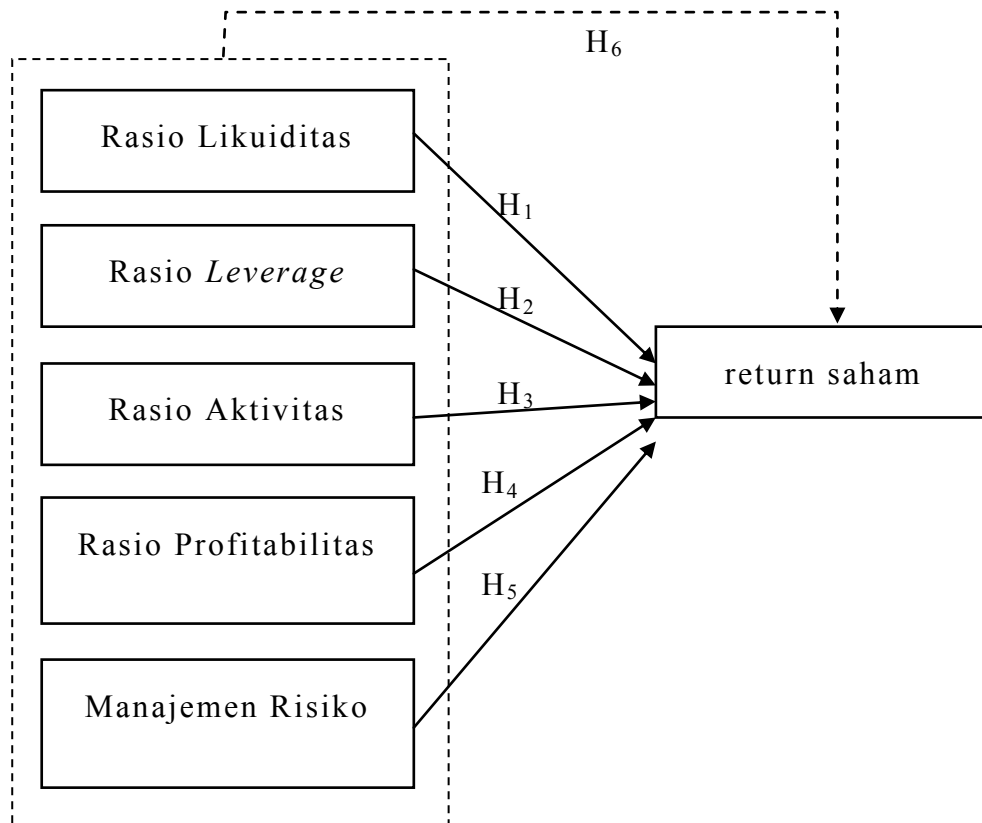 H₆
Rasio Likuiditas
H₁
Rasio Leverage
H₂
return saham
Rasio Aktivitas
H₃
H₄
Rasio Profitabilitas
H₅
Manajemen Risiko